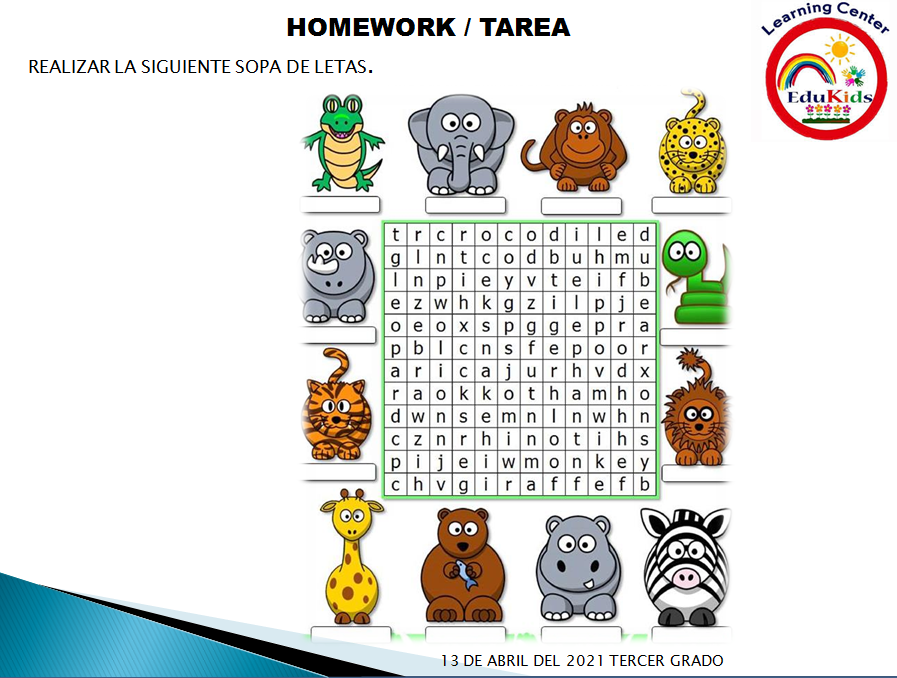 HOMEWORK / TAREA
Learning Center
EduKids
REALIZAR LA SIGUIENTE SOPA DE LETAS.
t r c r o c o d i l e d
g l n t c o d b u h m u
l n p i e y v t e i f b
e z w h k g z i l p j e
o e o x s p g g e p r a
p b l c n s f e p o o r
a r i c a j u r h v d x
r a o k k o t h a m h o
d w n s e m n l n w h n
c z n r h i n o t i h s
p i j e i w m o n k e y
c h v g i r a f f e f b
13 DE ABRIL DEL 2021 TERCER GRADO